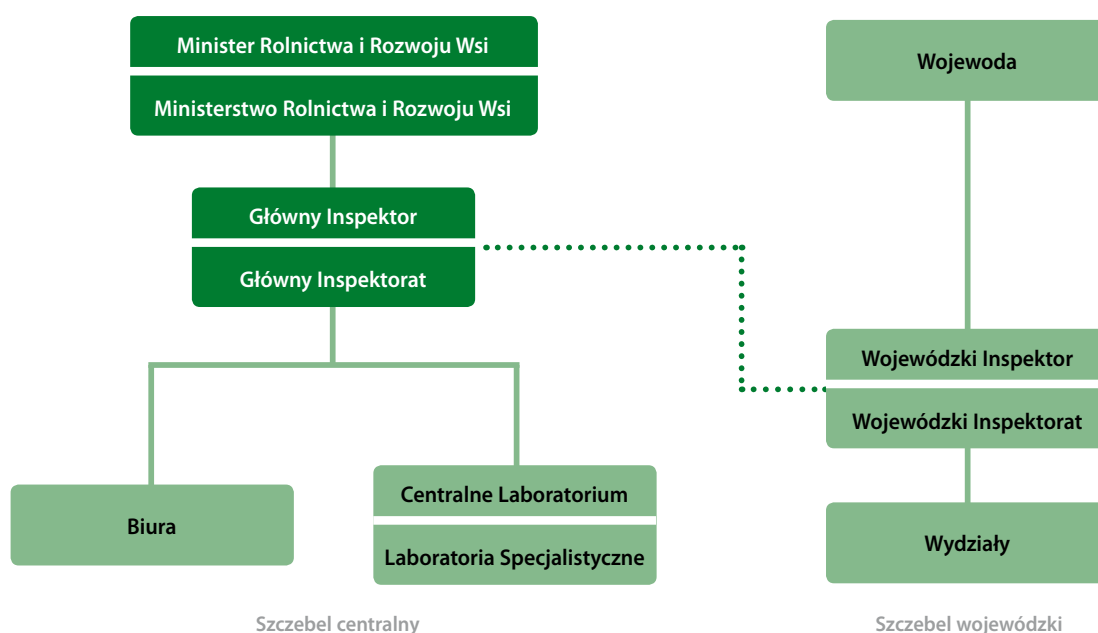 Minister Rolnictwa i Rozwoju Wsi
Ministerstwo Rolnictwa i Rozwoju Wsi
Wojewoda
Główny Inspektor
Główny Inspektorat
Wojewódzki Inspektor
Wojewódzki Inspektorat
Biura
Centralne Laboratorium
Laboratoria Specjalistyczne
Wydziały
Szczebel centralny
Szczebel wojewódzki